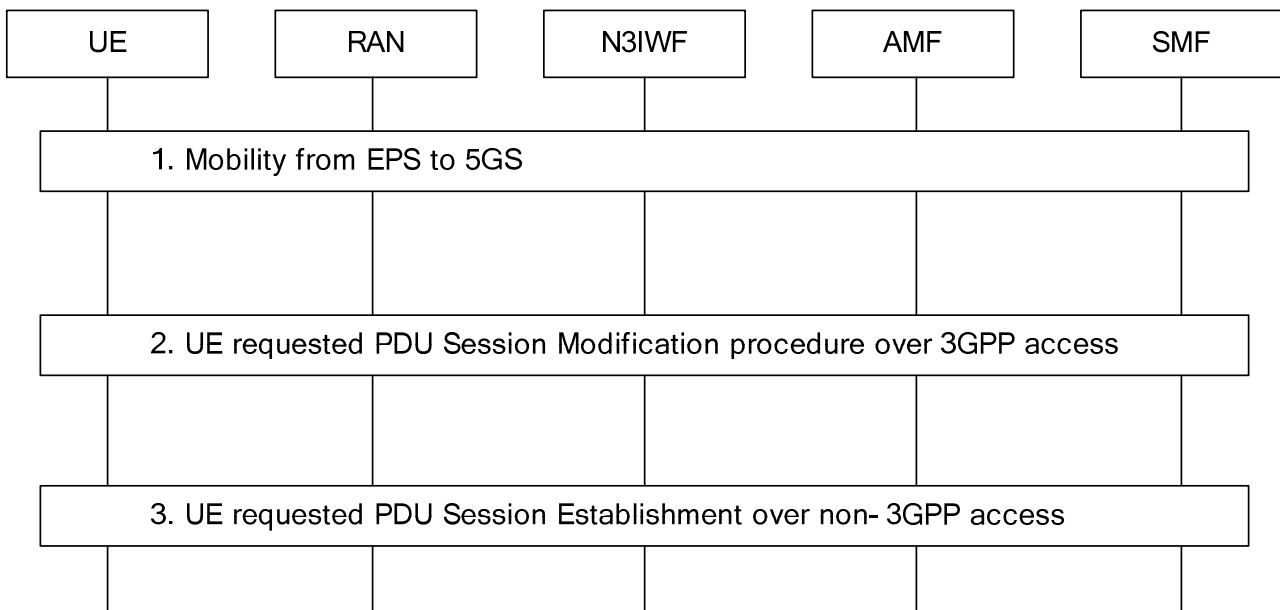 UE RAN N3IWF AMF SMF
1. Mobility from EPS to 5GS
2. UE requested PDU Session Modification procedure over 3GPP access
3. UE requested PDU Session Establishment over non- 3GPP access